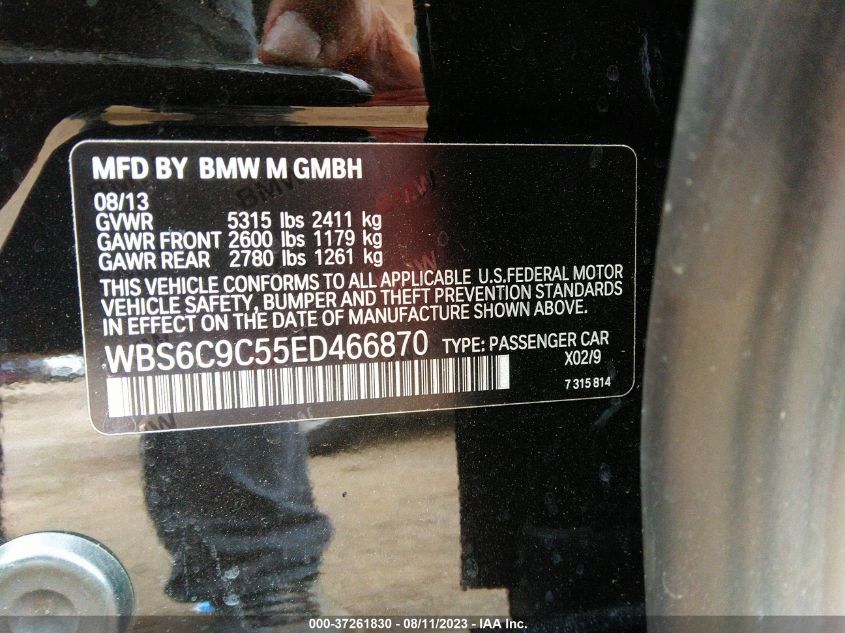 MFD BY BMW M GMBH
08/13
GVWR 5315 lbs 2411 kg
GAWR FRONT 2600 lbs 1179 kg
GAWR REAR 2780 lbs 1261 kg
THIS VEHICLE CONFORMS TO ALL APPLICABLE U.S.FEDERAL MOTOR
VEHICLE SAFETY, BUMPER AND THEFT PREVENTION STANDARDS
IN EFFECT ON THE DATE OF MANUFACTURE SHOWN ABOVE.
WBS6C9C55ED466870 TYPE: PASSENGER CAR
X02/9
7 315 814
000-37261830 - 08/11/2023 - IAA Inc.